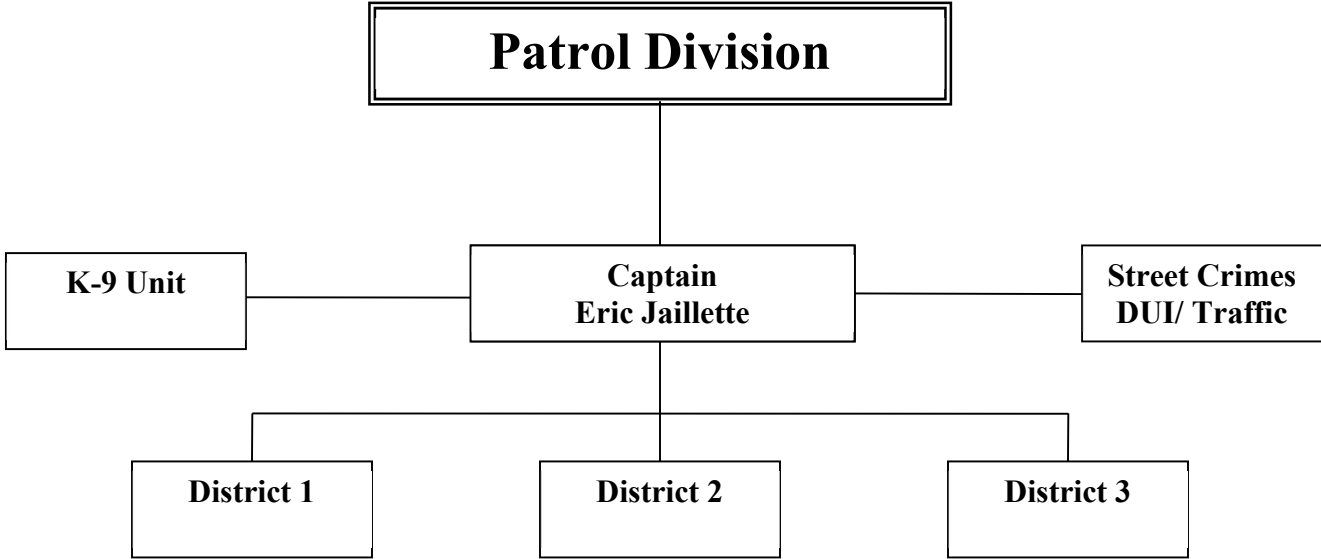 Patrol Division
K-9 Unit
Captain
Eric Jaillette
Street Crimes
DUI/ Traffic
District 1
District 2
District 3